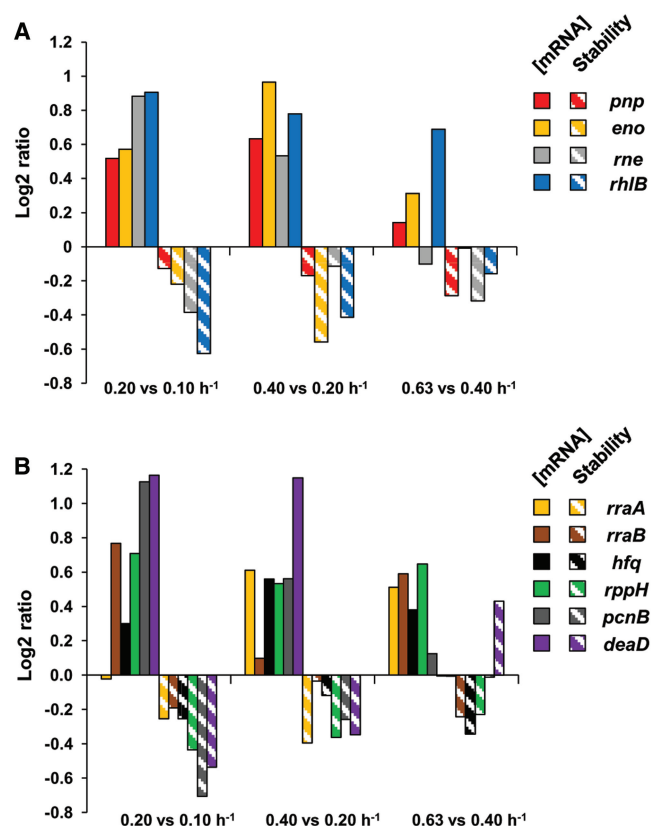 A
[mRNA]
Stability
pnp
eno
rne
rhlB
Log2 ratio
1.2
1
0.8
0.6
0.4
0.2
0
-0.2
-0.4
-0.6
-0.8
0.20 vs 0.10 h⁻¹ 0.40 vs 0.20 h⁻¹ 0.63 vs 0.40 h⁻¹
B
[mRNA]
Stability
rraA
rraB
hfq
rppH
pcnB
deaD
Log2 ratio
1.2
1.0
0.8
0.6
0.4
0.2
0.0
-0.2
-0.4
-0.6
-0.8
0.20 vs 0.10 h⁻¹ 0.40 vs 0.20 h⁻¹ 0.63 vs 0.40 h⁻¹